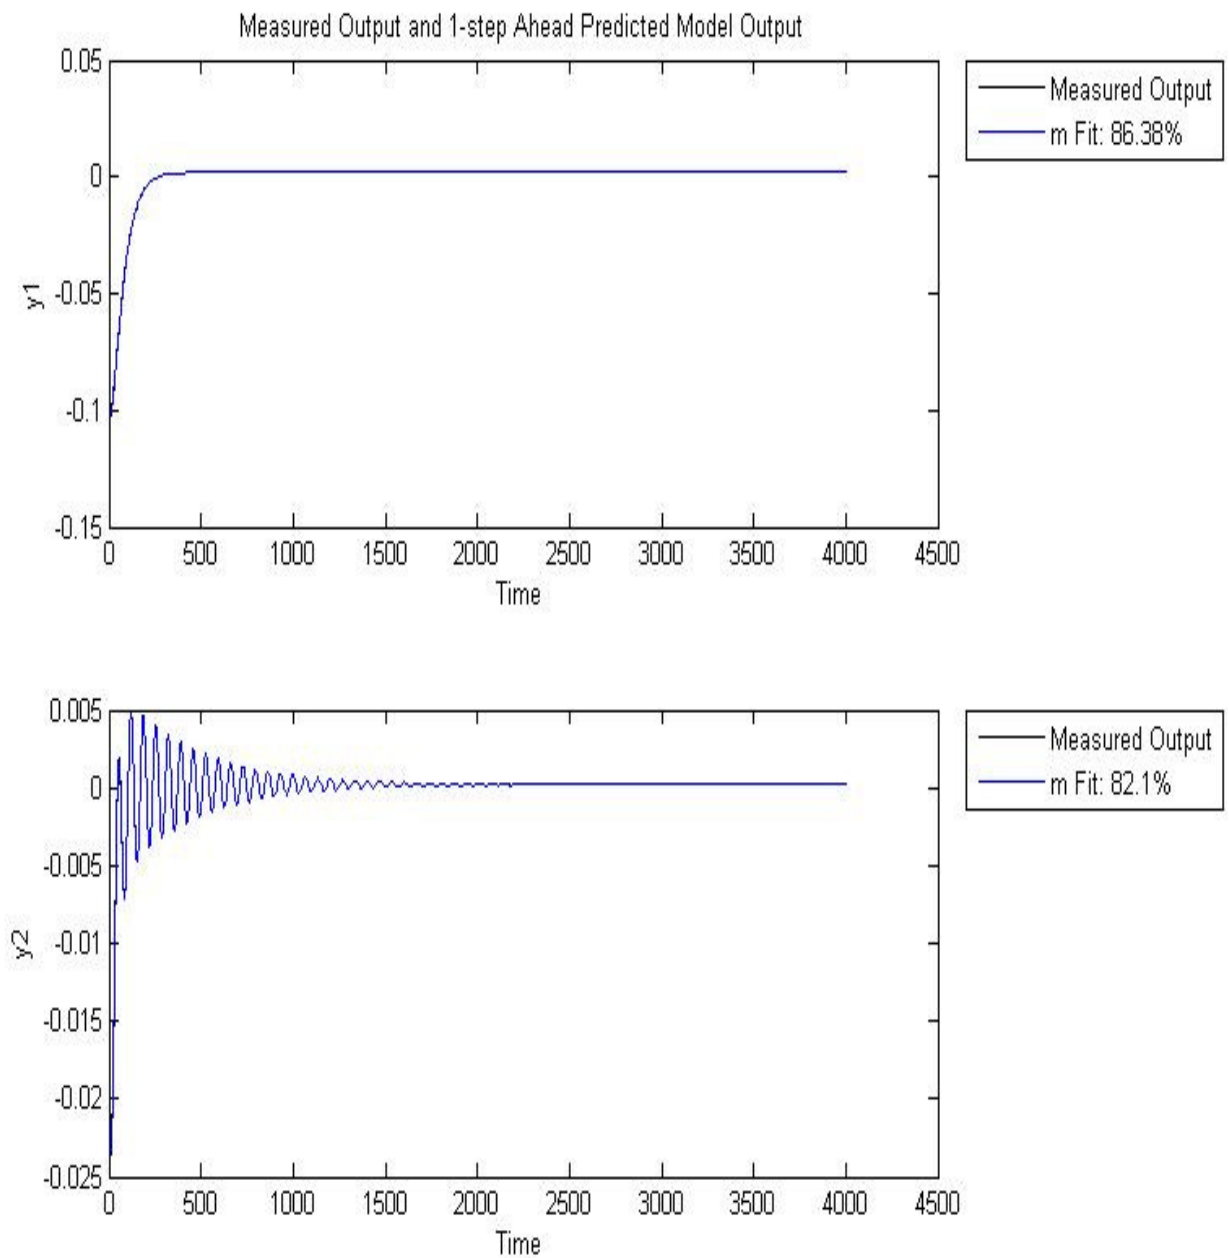 Measured Output and 1-step Ahead Predicted Model Output
0.05
0
-0.05
-0.1
-0.15
y1
0 500 1000 1500 2000 2500 3000 3500 4000 4500
Time
Measured Output
m Fit: 86.38%
0.005
0
-0.005
-0.01
-0.015
-0.02
-0.025
y2
0 500 1000 1500 2000 2500 3000 3500 4000 4500
Time
Measured Output
m Fit: 82.1%